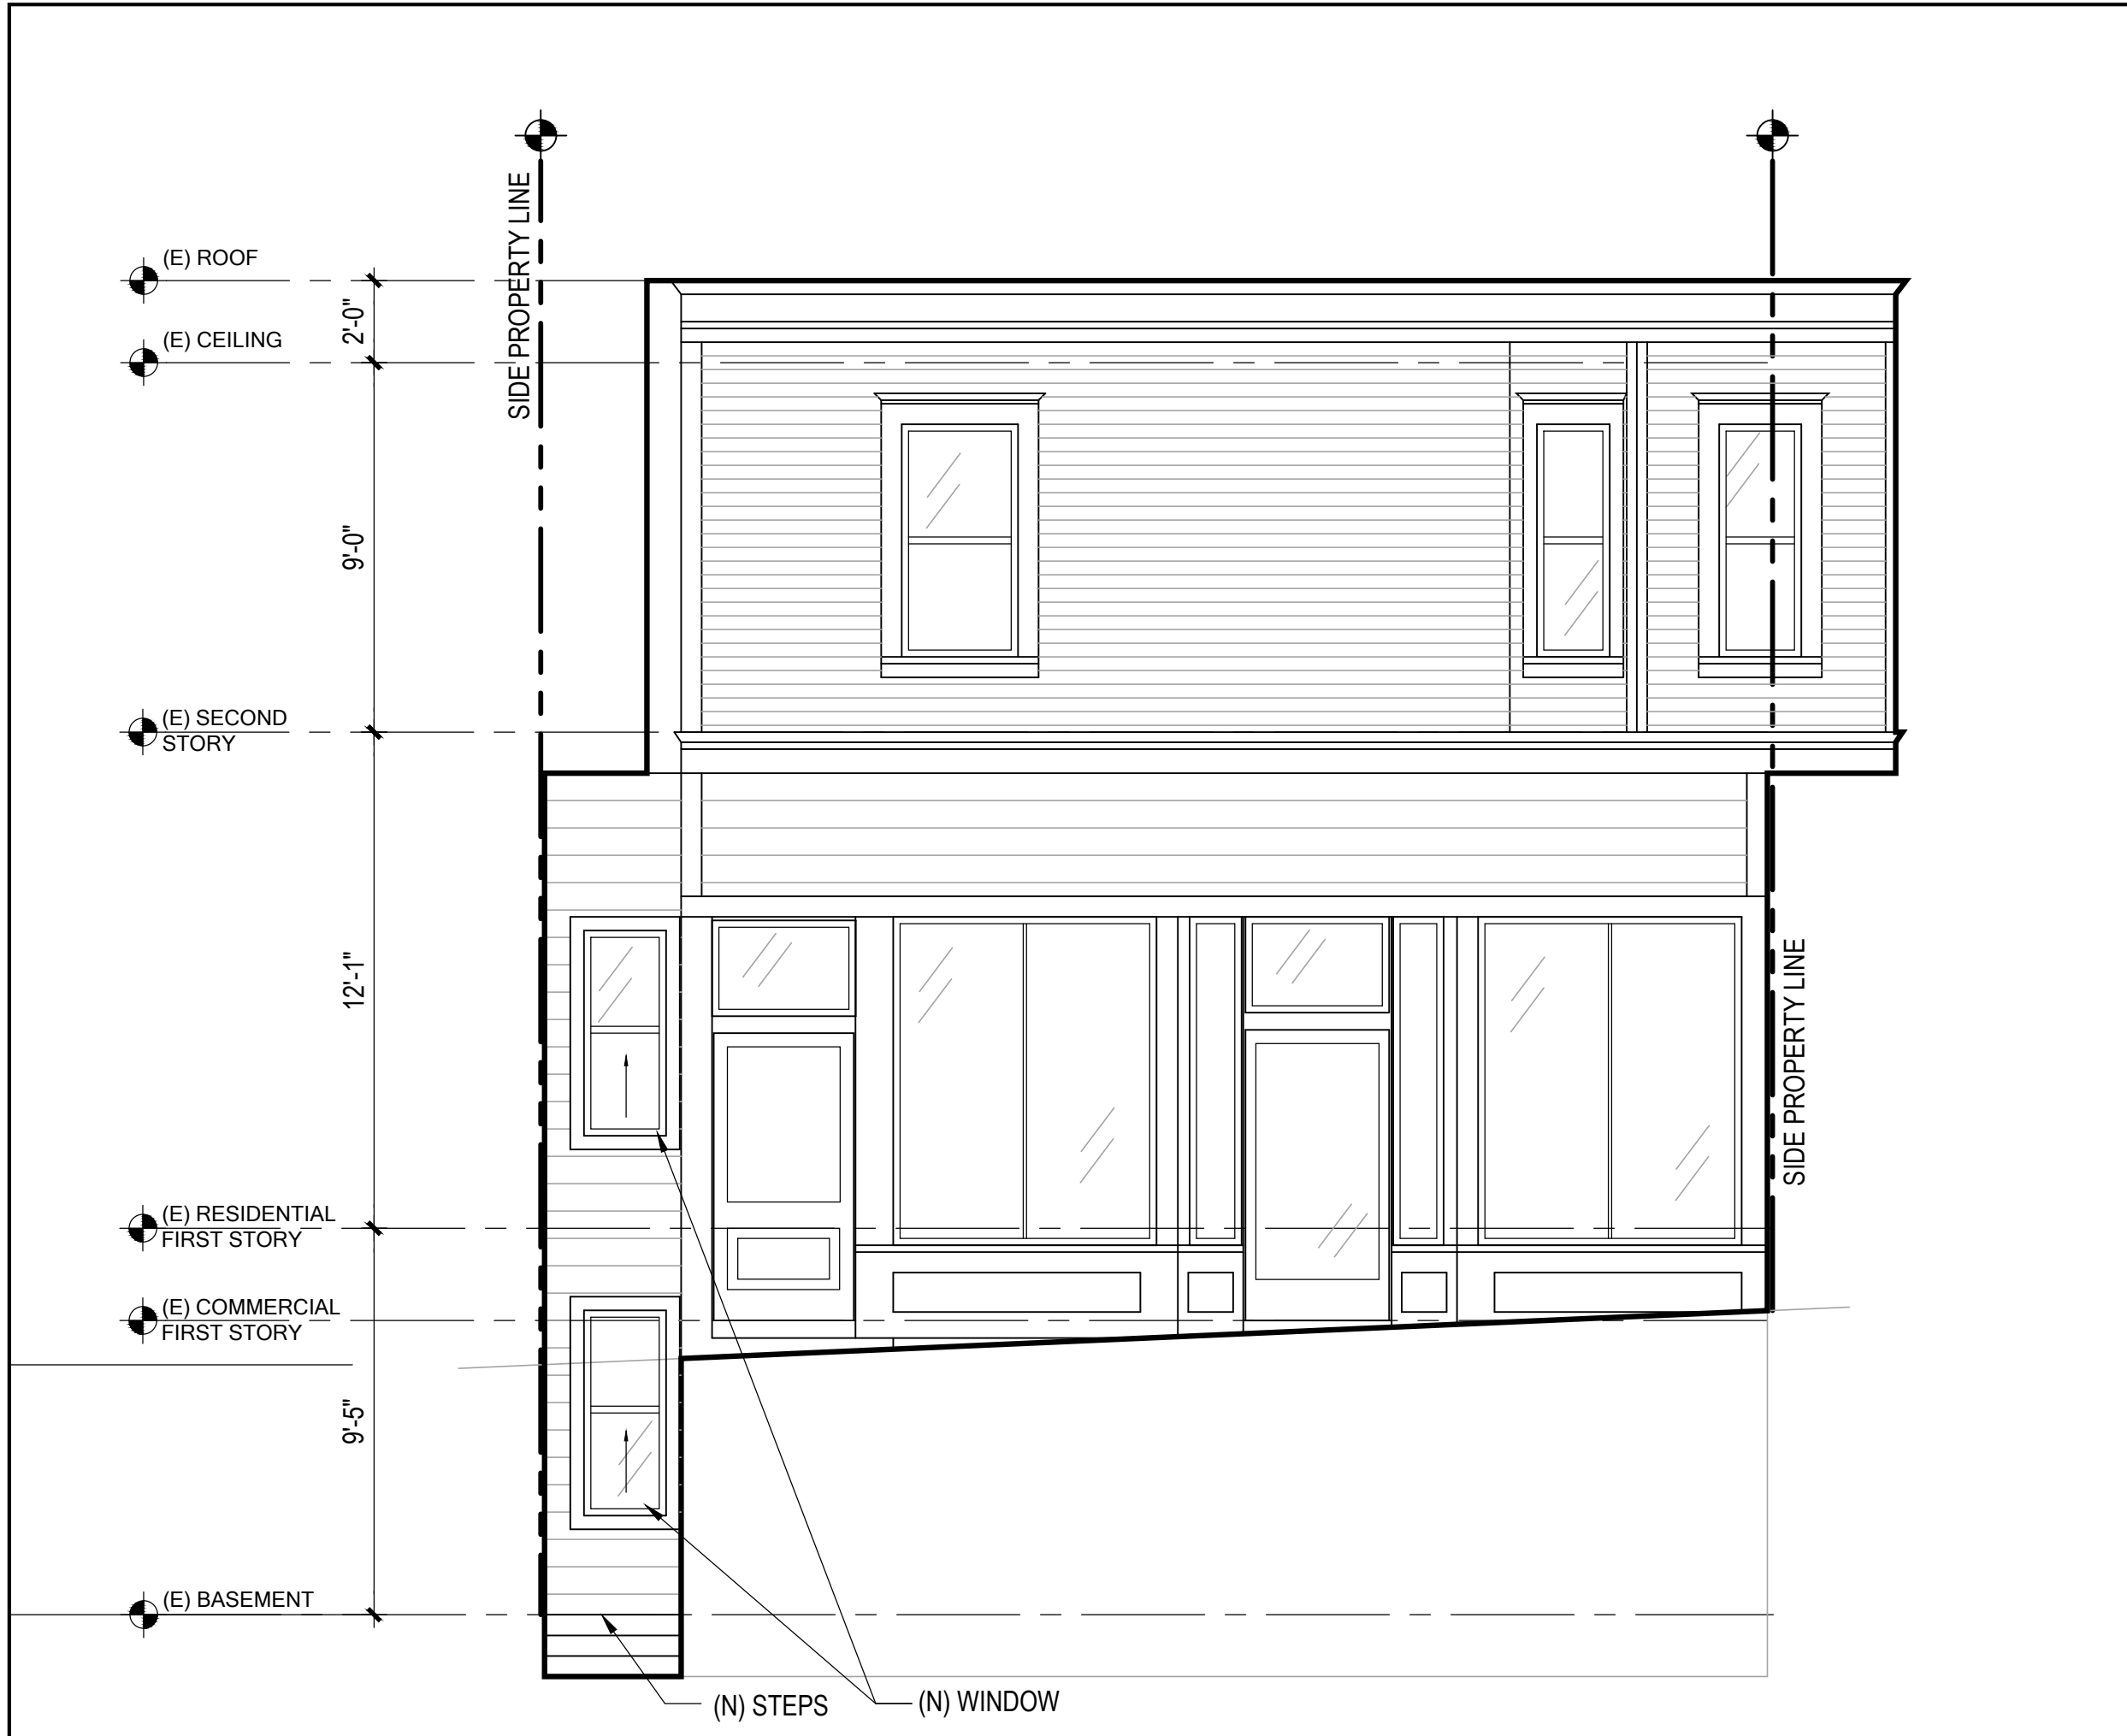 SIDE PROPERTY LINE
(E) ROOF
2'-0"
(E) CEILING
9'-0"
(E) SECOND
STORY
12'-1"
SIDE PROPERTY LINE
(E) RESIDENTIAL
FIRST STORY
(E) COMMERCIAL
FIRST STORY
9'-5"
(E) BASEMENT
(N) STEPS
(N) WINDOW